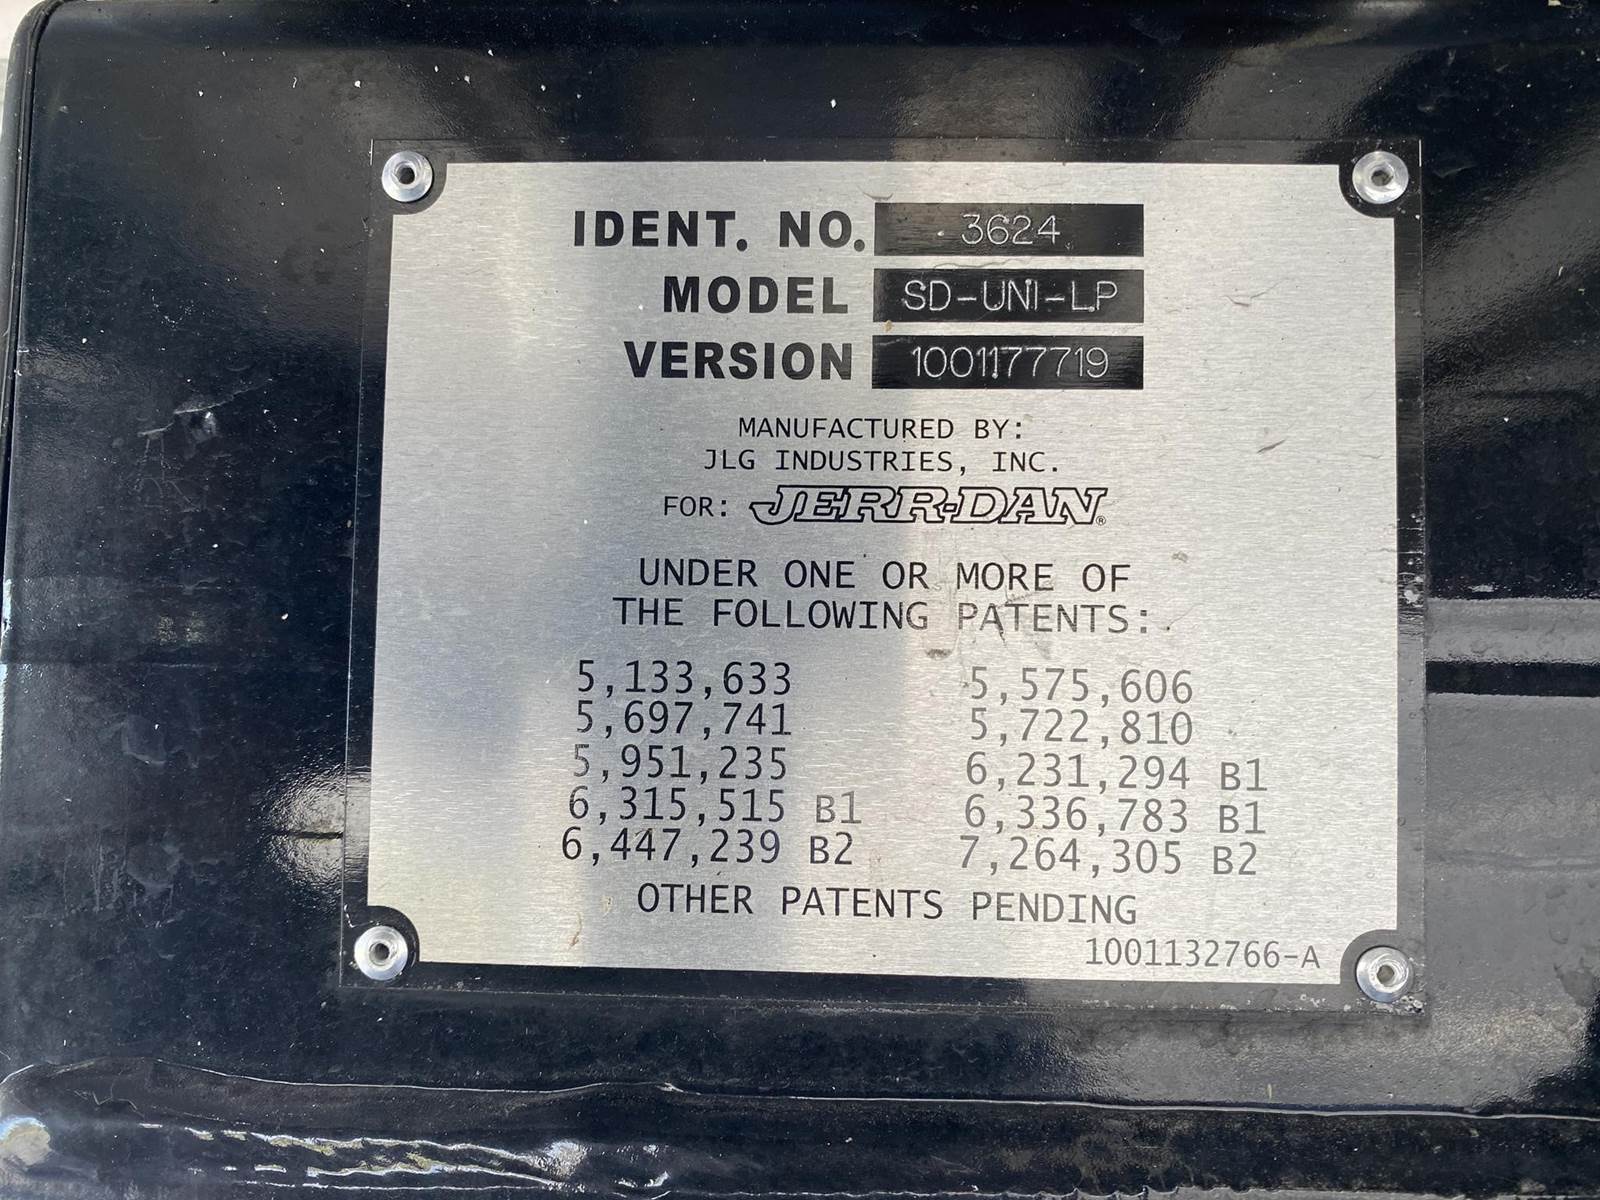 IDENT. NO. 3624
MODEL SD-UNI-LP
VERSION 1001177719
MANUFACTURED BY:
JLG INDUSTRIES, INC.
FOR: JERR-DAN®
UNDER ONE OR MORE OF
THE FOLLOWING PATENTS:
5,133,633 5,575,606
5,697,741 5,722,810
5,951,235 6,231,294 B1
6,315,515 B1 6,336,783 B1
6,447,239 B2 7,264,305 B2
OTHER PATENTS PENDING
1001132766-A